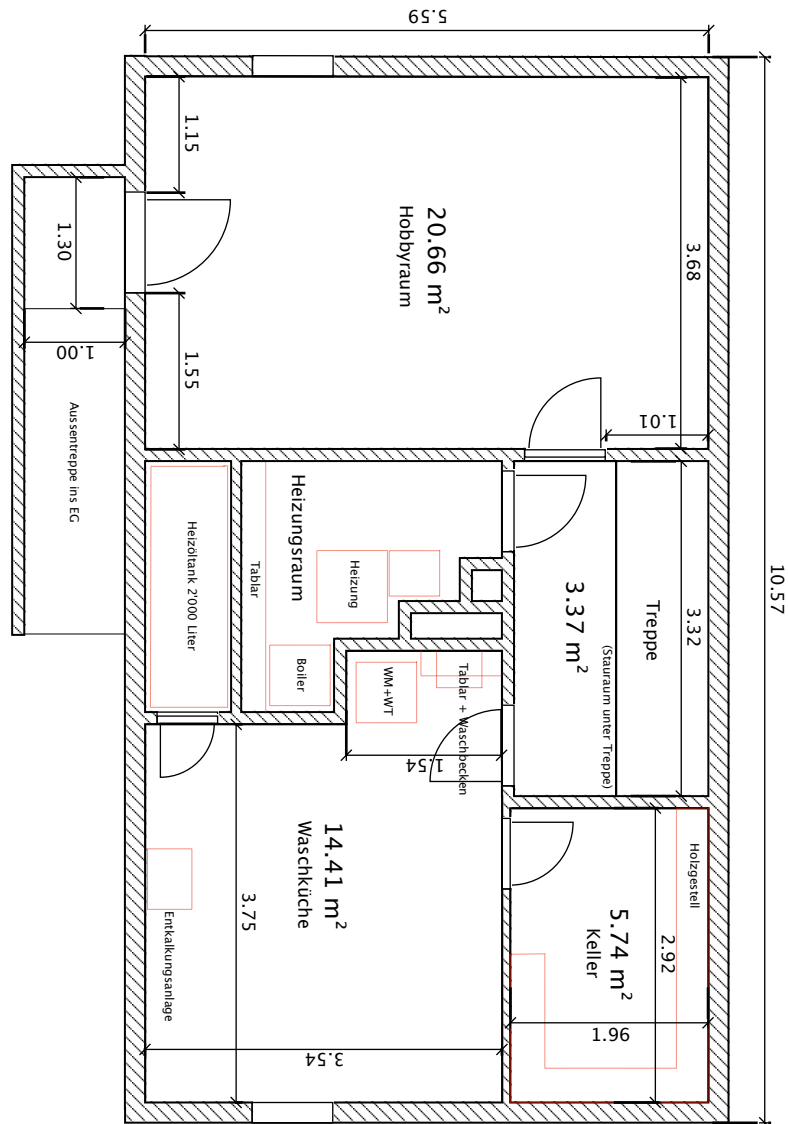 5.59
10.57
1.15
1.30
1.00
1.55
3.68
1.01
20.66 m²
Hobbyraum
Aussentreppe ins EG
Heizöltank 2'000 Liter
Tablar
Heizungsraum
Heizung
Boiler
WM+WT
Tablar + Waschbecken
1.54
3.37 m²
(Stauraum unter Treppe)
Treppe
3.32
14.41 m²
Waschküche
3.75
3.54
Entkalkungsanlage
5.74 m²
Keller
2.92
1.96
Holzgestell